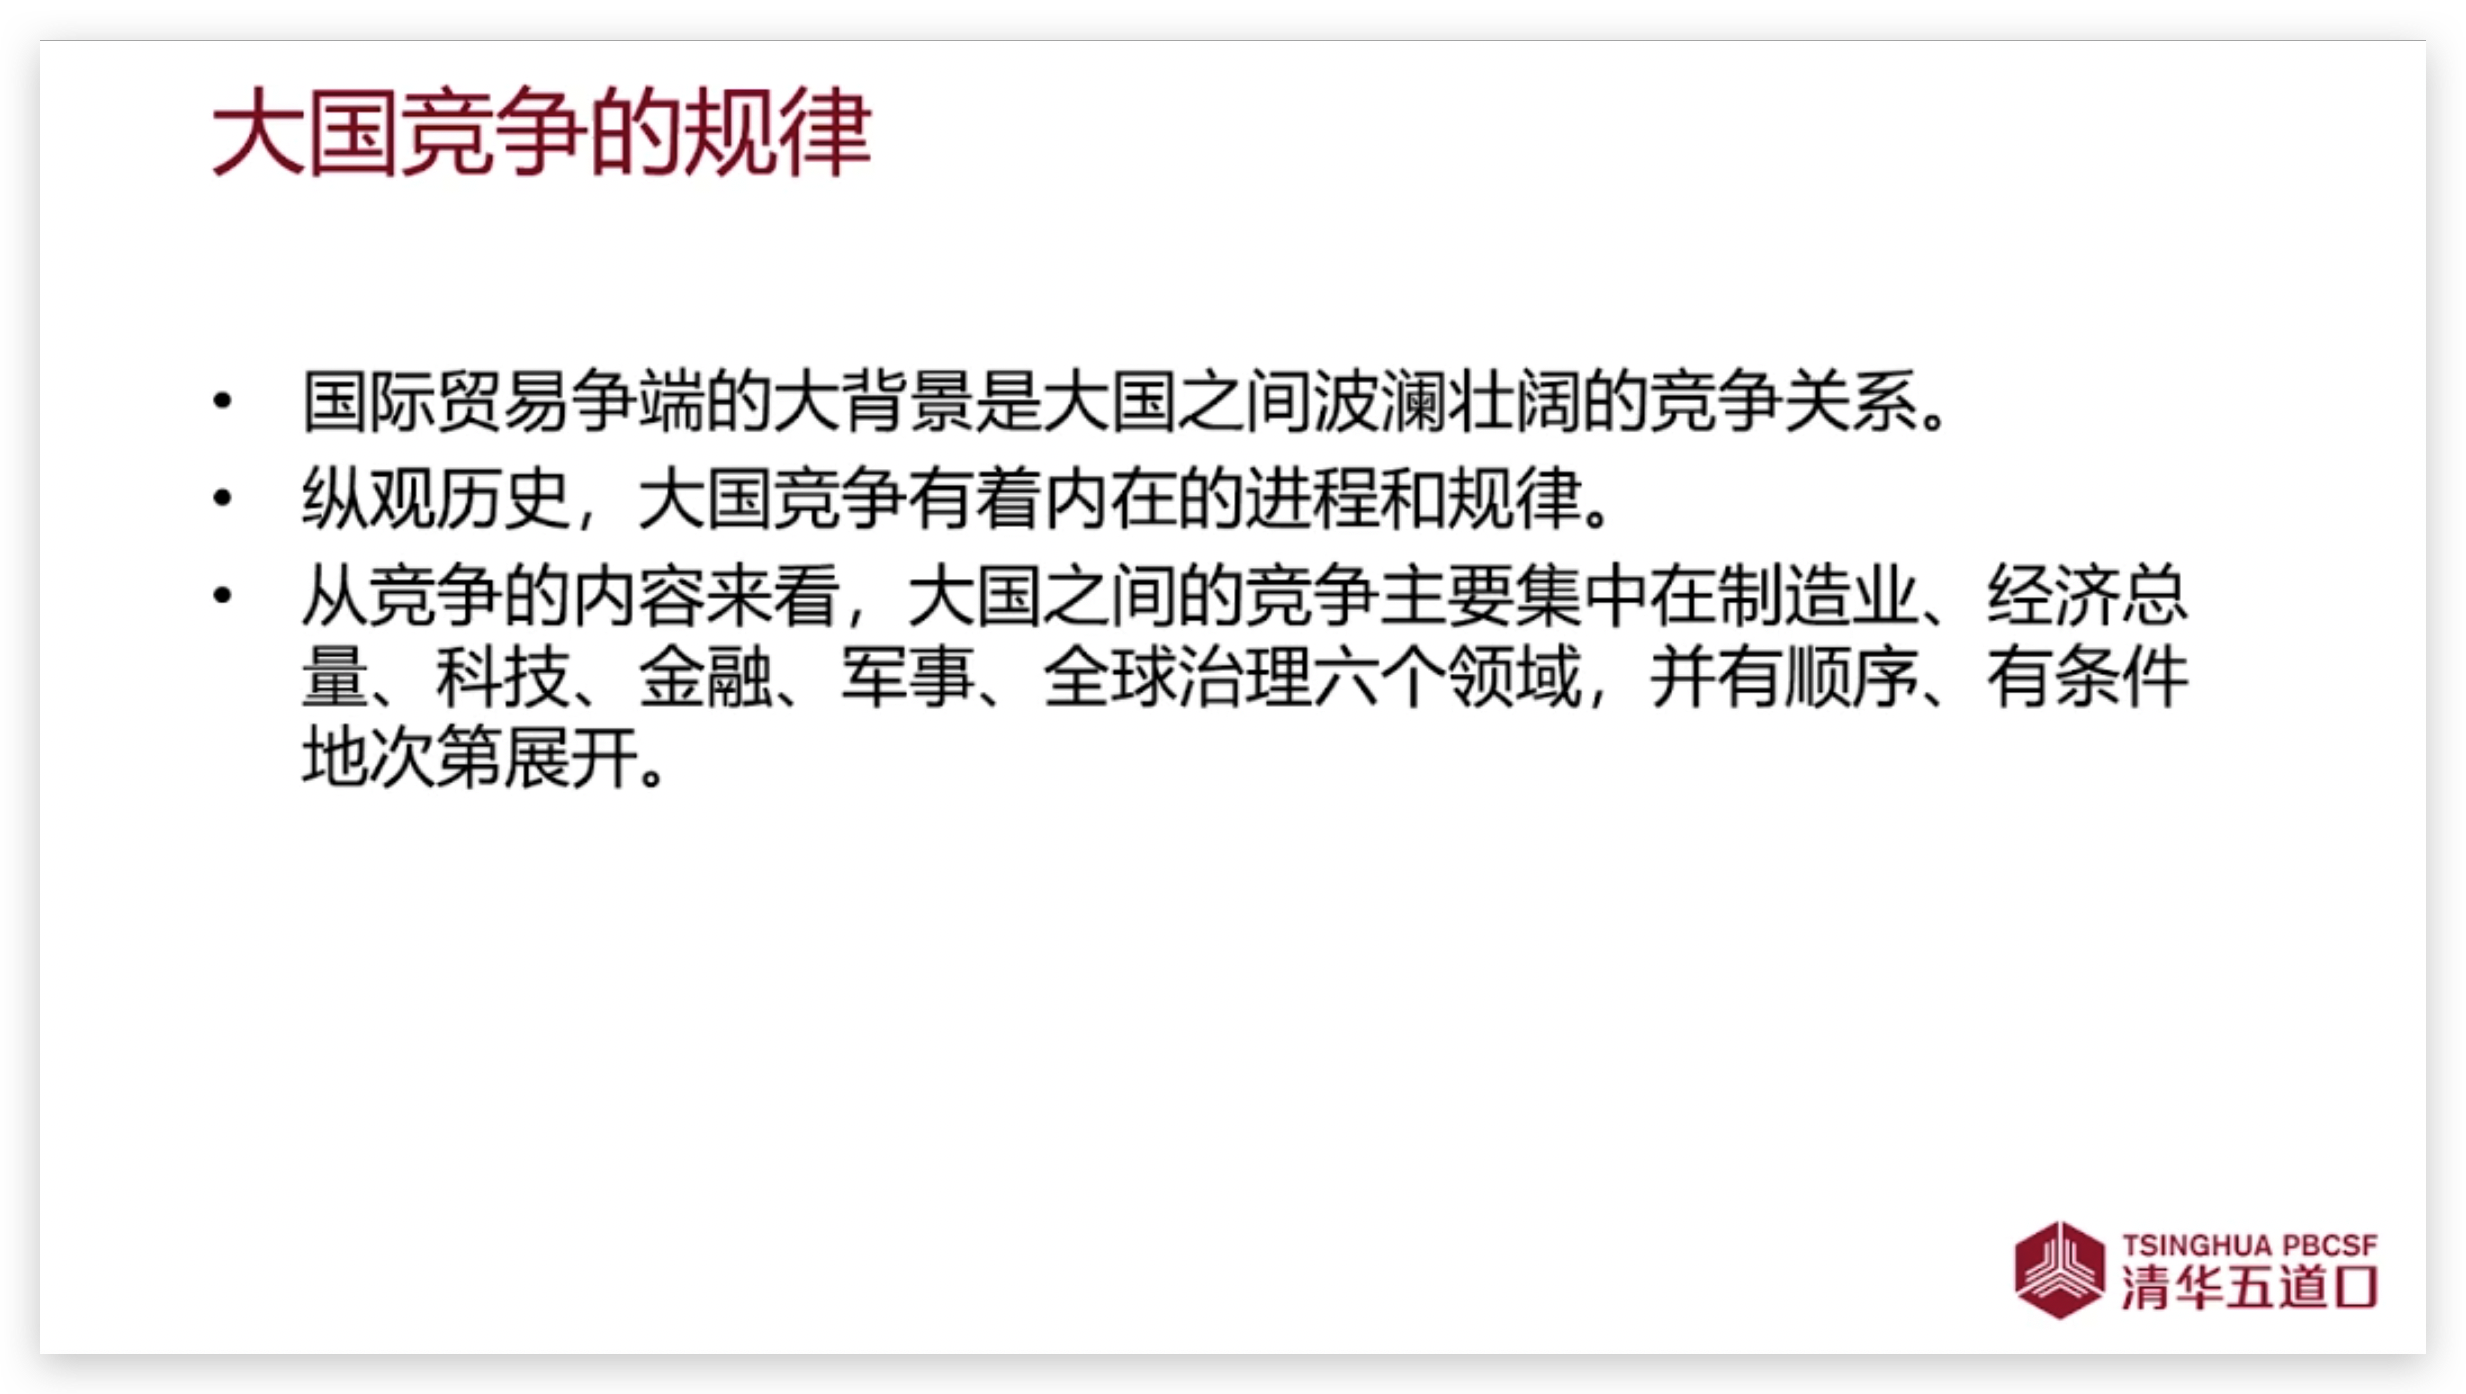 大国竞争的规律
• 国际贸易争端的大背景是大国之间波澜壮阔的竞争关系。
• 纵观历史，大国竞争有着内在的进程和规律。
• 从竞争的内容来看，大国之间的竞争主要集中在制造业、经济总
量、科技、金融、军事、全球治理六个领域，并有顺序、有条件
地次第展开。
TSINGHUA PBCSF
清华五道口